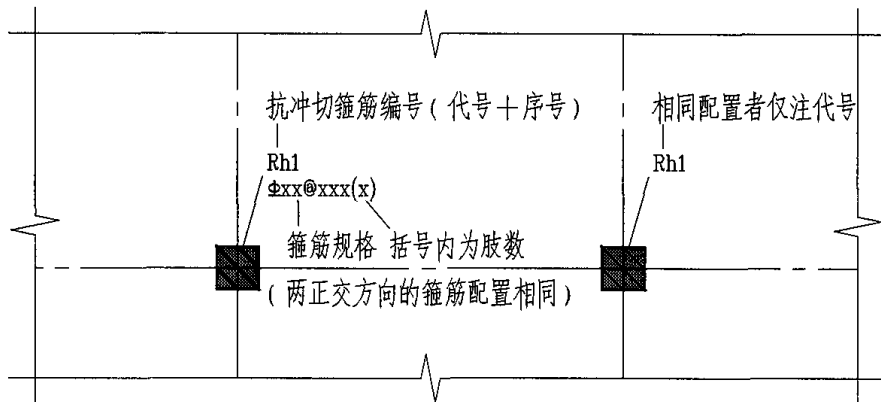 抗冲切箍筋编号(代号+序号)
相同配置者仅注代号
Rh1
Rh1
⌽xx@xxx(x)
箍筋规格 括号内为肢数
(两正交方向的箍筋配置相同)